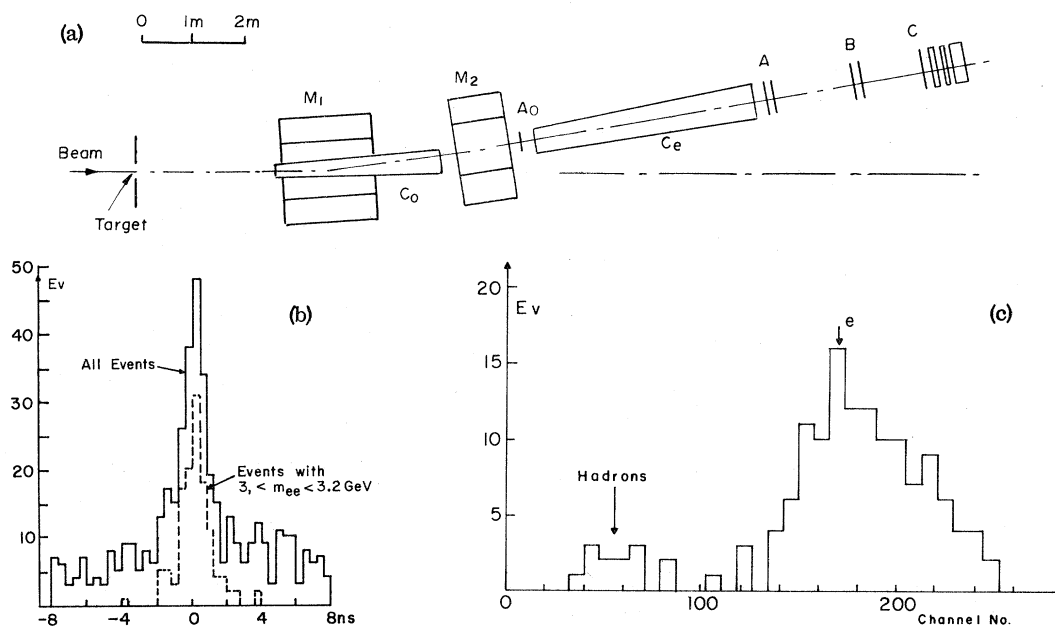 (a)
0 1m 2m
M1
M2
A0
A
B
C
Beam
Target
C0
Ce
(b)
50
Ev
40
30
20
10
All Events
Events with
3, < mee < 3.2 GeV
-8 -4 0 4 8ns
(c)
20
Ev
15
10
5
e
Hadrons
0 100 200
Channel No.